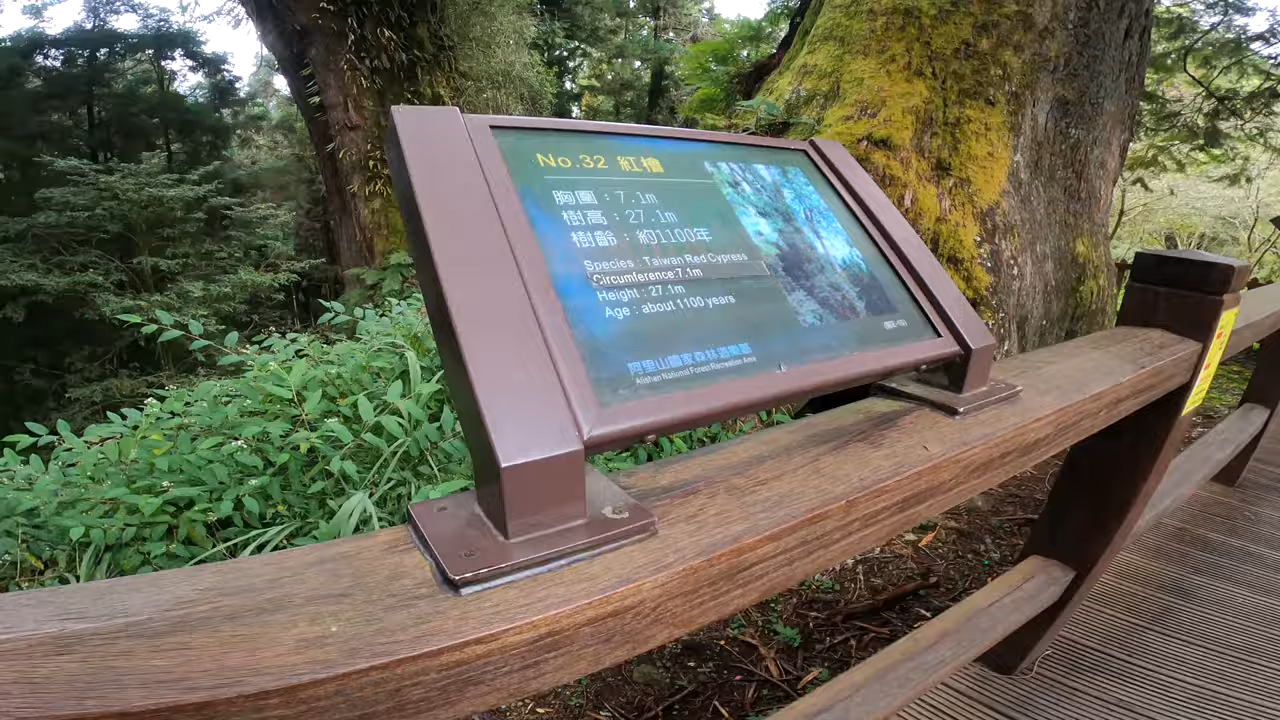 No.32 紅檜
胸圍：7.1m
樹高：27.1m
樹齡：約1100年
Species : Taiwan Red Cypress
Circumference:7.1m
Height : 27.1m
Age : about 1100 years
阿里山國家森林遊樂區
Alishan National Forest Recreation Area